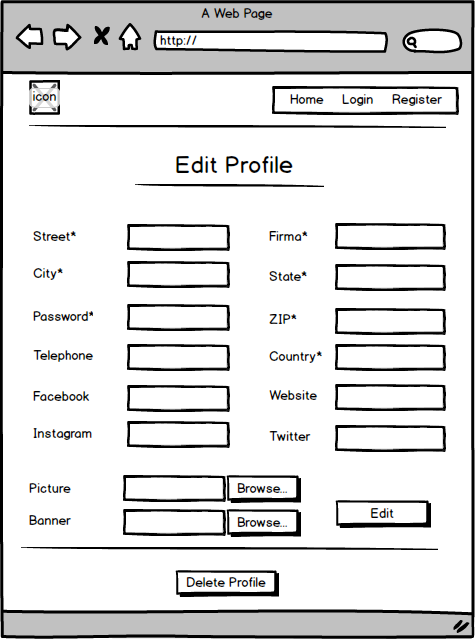 A Web Page
http://
icon
Home Login Register
Edit Profile
Street* Firma*
City* State*
Password* ZIP*
Telephone Country*
Facebook Website
Instagram Twitter
Picture Browse...
Banner Browse...
Edit
Delete Profile